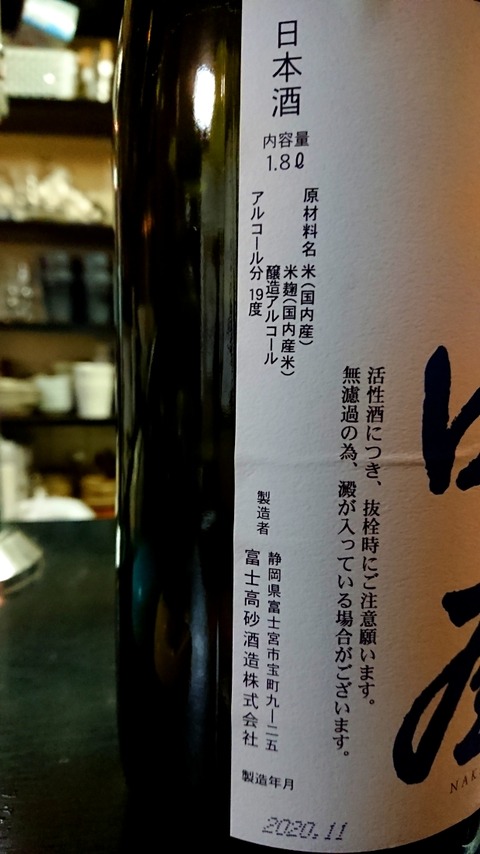 日本酒
内容量
1.8ℓ
原材料名 米(国内産)
米麹(国内産米)
醸造アルコール
アルコール分 19度
活性酒につき、抜栓時にご注意願います。
無濾過の為、澱が入っている場合がございます。
製造者
静岡県富士宮市宝町九―二五
富士高砂酒造株式会社
製造年月
2020.11
NAK